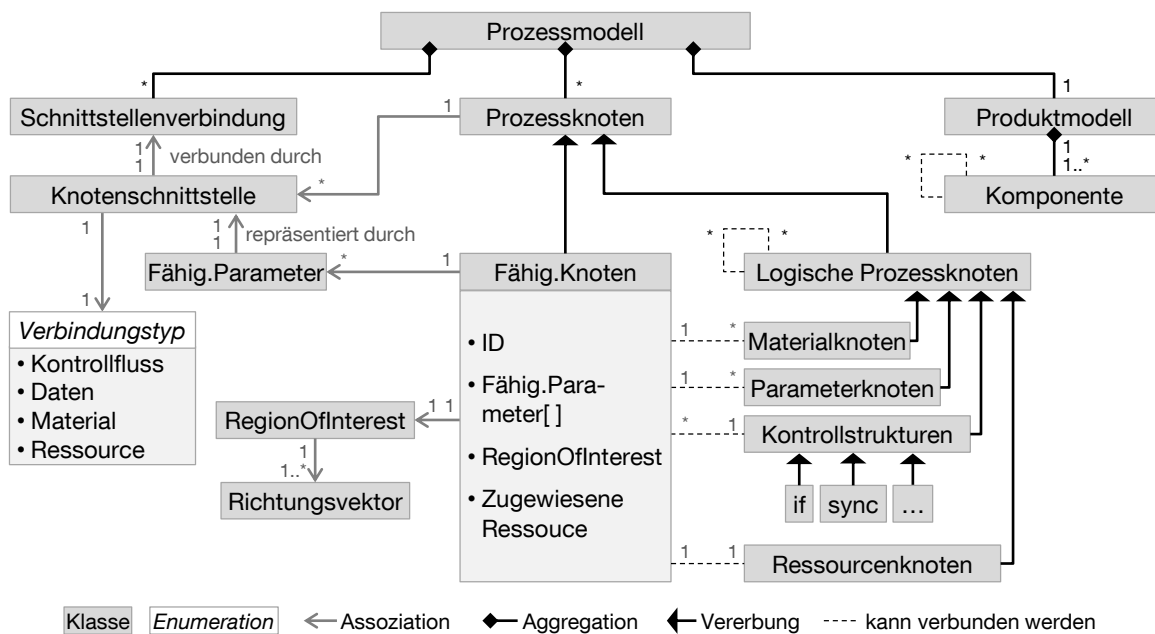 Prozessmodell
*
*
1
Schnittstellenverbindung
1
Prozessknoten
Produktmodell
1
1
verbunden durch
1
1..*
*
*
Knotenschnittstelle
*
Komponente
1
1
1
repräsentiert durch
*
*
Fähig.Parameter
*
1
Fähig.Knoten
Logische Prozessknoten
1
Verbindungstyp
• Kontrollfluss
• Daten
• Material
• Ressource
• ID
• Fähig.Para-
meter[ ]
• RegionOfInterest
• Zugewiesene
Ressouce
1
*
Materialknoten
1
*
Parameterknoten
RegionOfInterest
1
1
*
1
Kontrollstrukturen
1
1..*
Richtungsvektor
if
sync
...
1
1
Ressourcenknoten
Klasse
Enumeration
Assoziation
Aggregation
Vererbung
kann verbunden werden